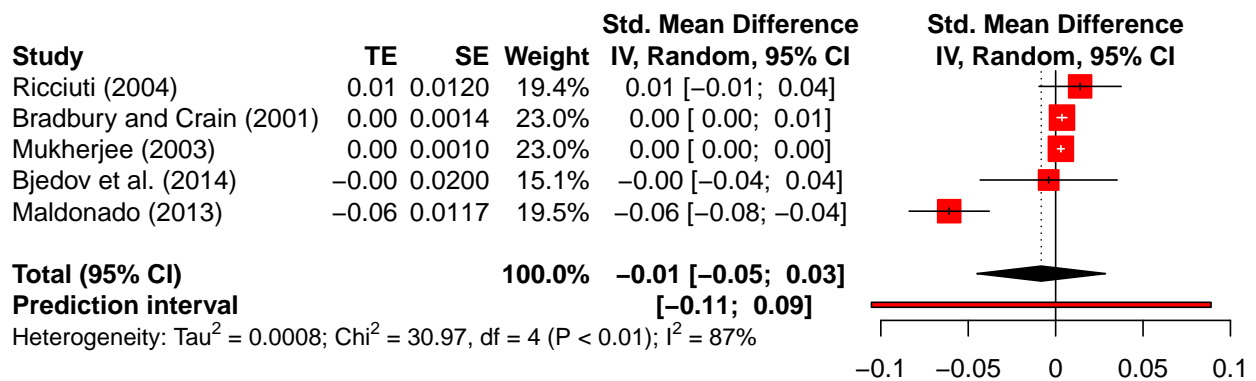 Std. Mean Difference Std. Mean Difference
Study TE SE Weight IV, Random, 95% CI IV, Random, 95% CI
Ricciuti (2004) 0.01 0.0120 19.4% 0.01 [−0.01; 0.04]
Bradbury and Crain (2001) 0.00 0.0014 23.0% 0.00 [ 0.00; 0.01]
Mukherjee (2003) 0.00 0.0010 23.0% 0.00 [ 0.00; 0.00]
Bjedov et al. (2014) −0.00 0.0200 15.1% −0.00 [−0.04; 0.04]
Maldonado (2013) −0.06 0.0117 19.5% −0.06 [−0.08; −0.04]
Total (95% CI) 100.0% −0.01 [−0.05; 0.03]
Prediction interval [−0.11; 0.09]
Heterogeneity: Tau² = 0.0008; Chi² = 30.97, df = 4 (P < 0.01); I² = 87%
−0.1 −0.05 0 0.05 0.1